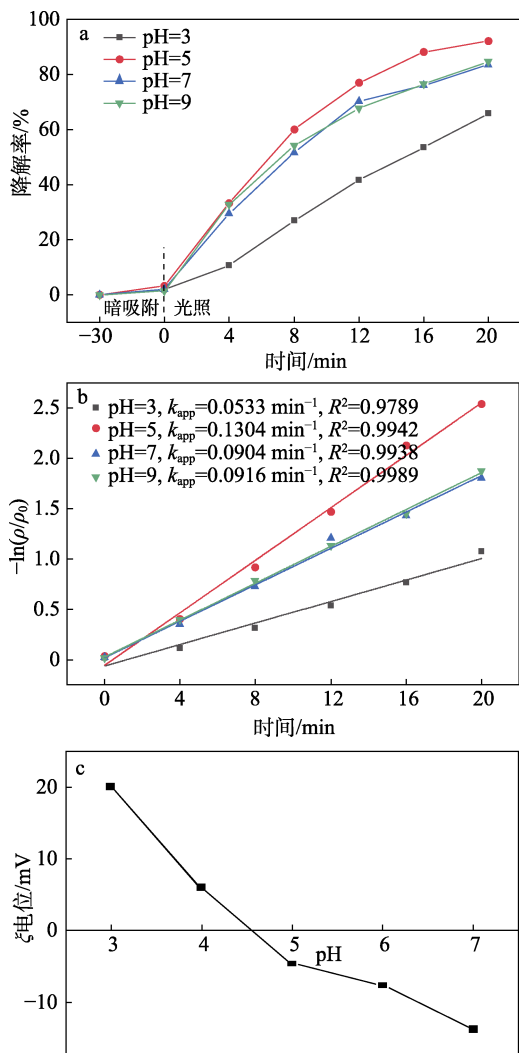 a
pH=3
pH=5
pH=7
pH=9
100
80
60
40
20
0
降解率/%
暗吸附 光照
−30 0 4 8 12 16 20
时间/min
b
pH=3, kapp=0.0533 min⁻¹, R²=0.9789
pH=5, kapp=0.1304 min⁻¹, R²=0.9942
pH=7, kapp=0.0904 min⁻¹, R²=0.9938
pH=9, kapp=0.0916 min⁻¹, R²=0.9989
2.5
2.0
1.5
1.0
0.5
0
−ln(ρ/ρ₀)
0 4 8 12 16 20
时间/min
c
20
10
0
−10
ζ电位/mV
3 4 5 6 7
pH